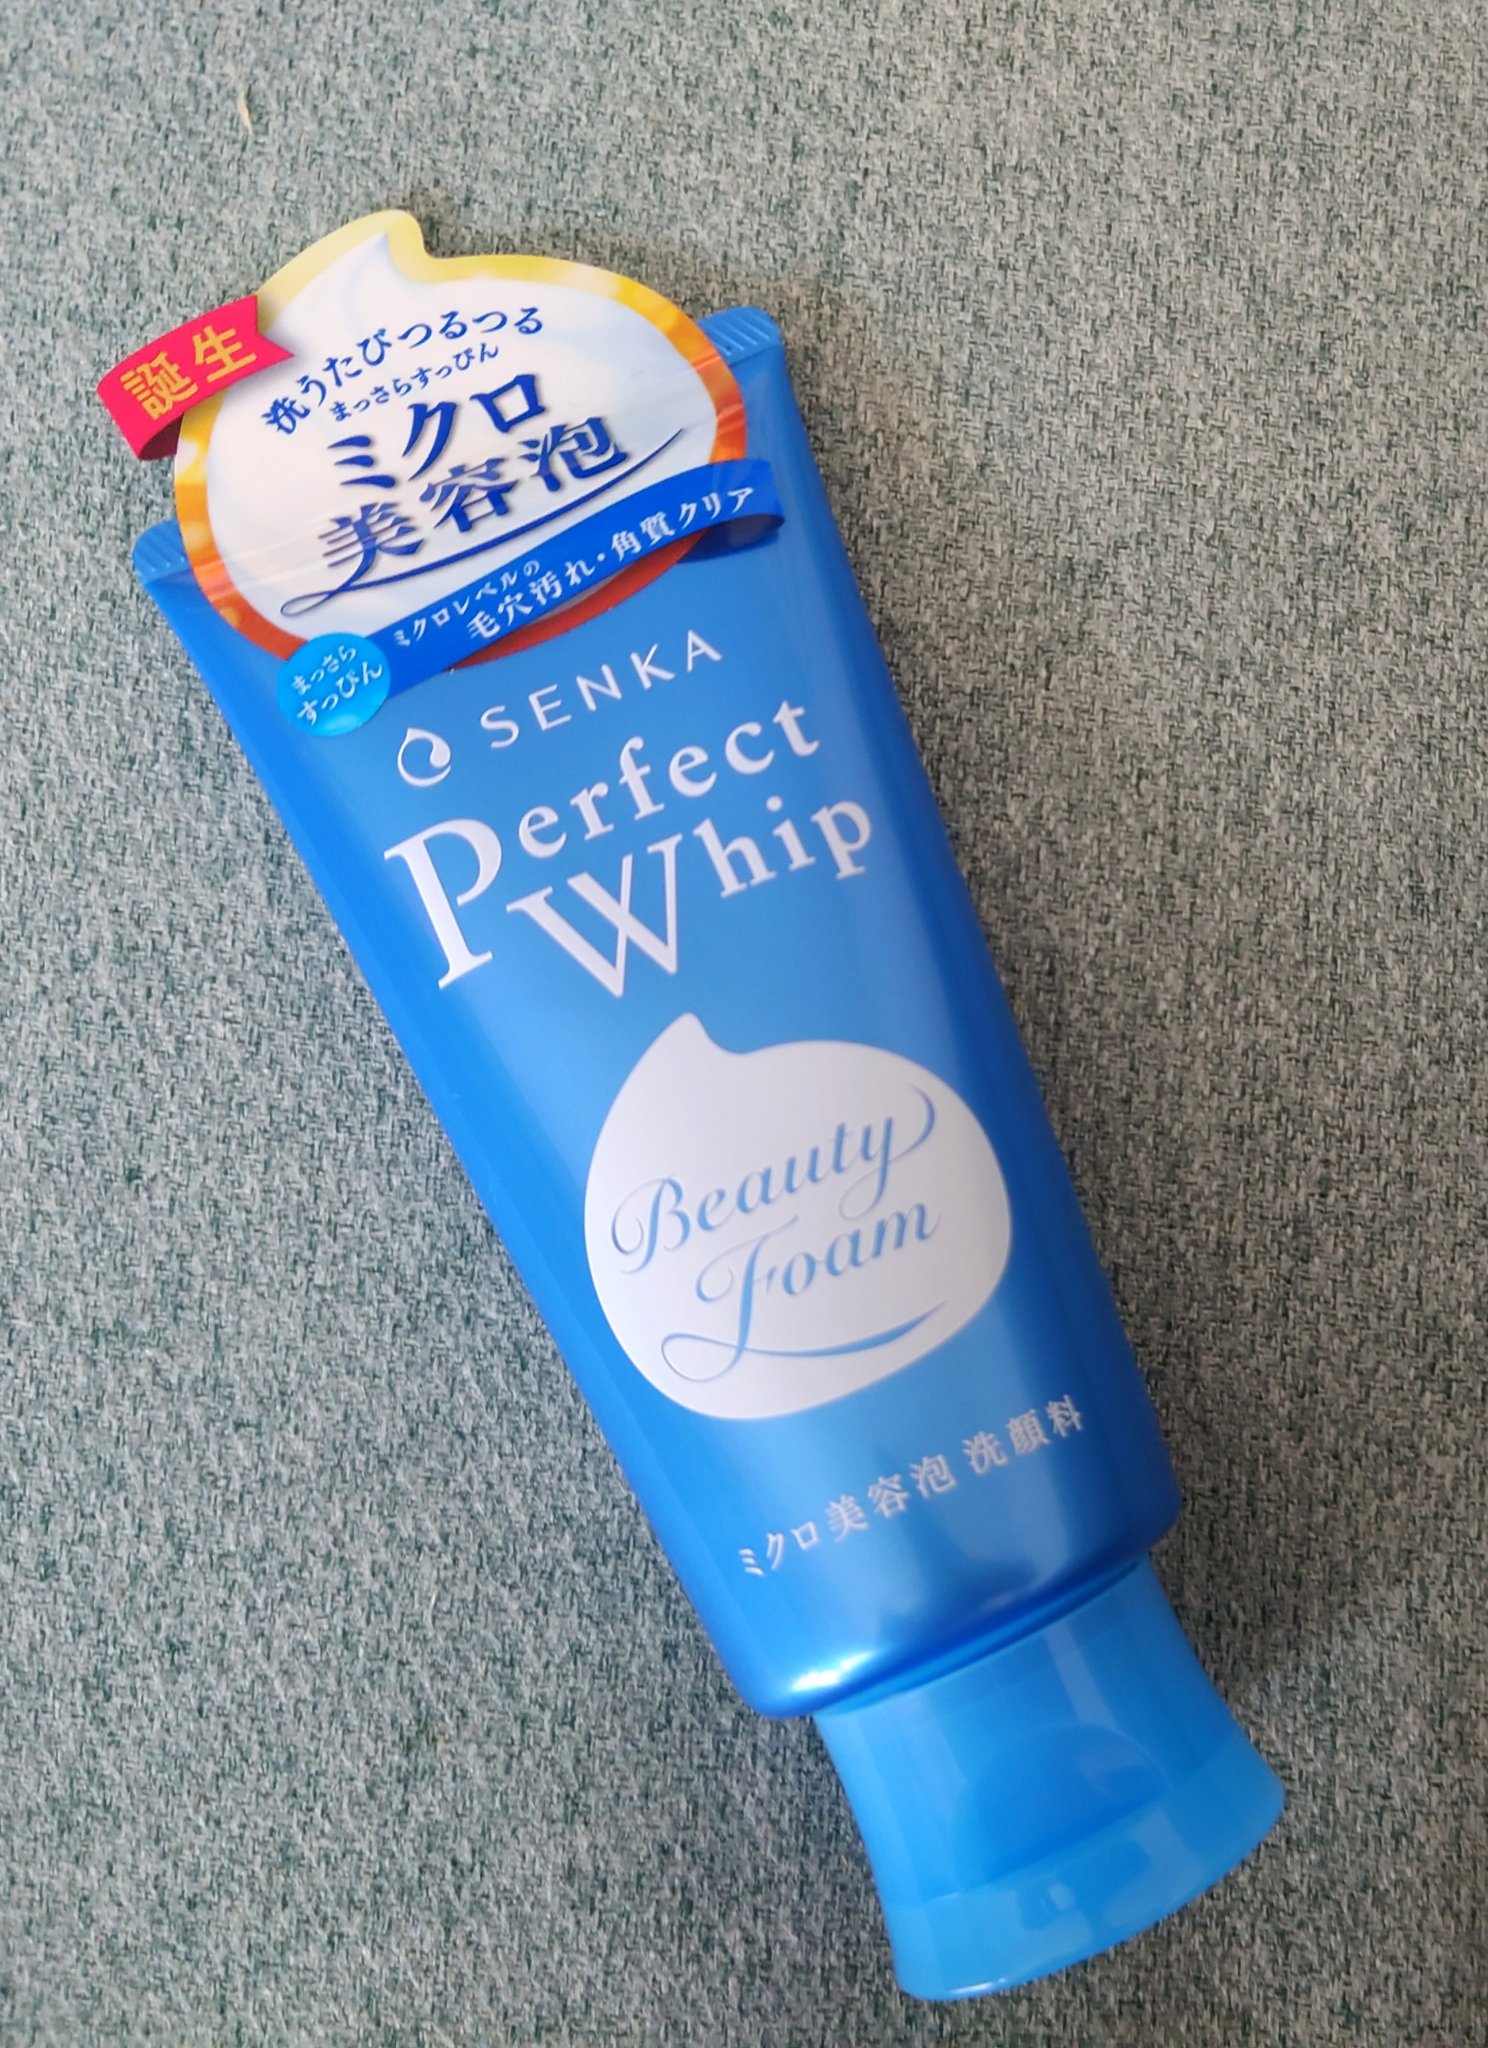 誕生
洗うたびつるつる
まっさらすっぴん
ミクロ
美容泡
ミクロレベルの
毛穴汚れ・角質クリア
まっさら
すっぴん
SENKA
Perfect
Whip
Beauty
Foam
ミクロ美容泡 洗顔料